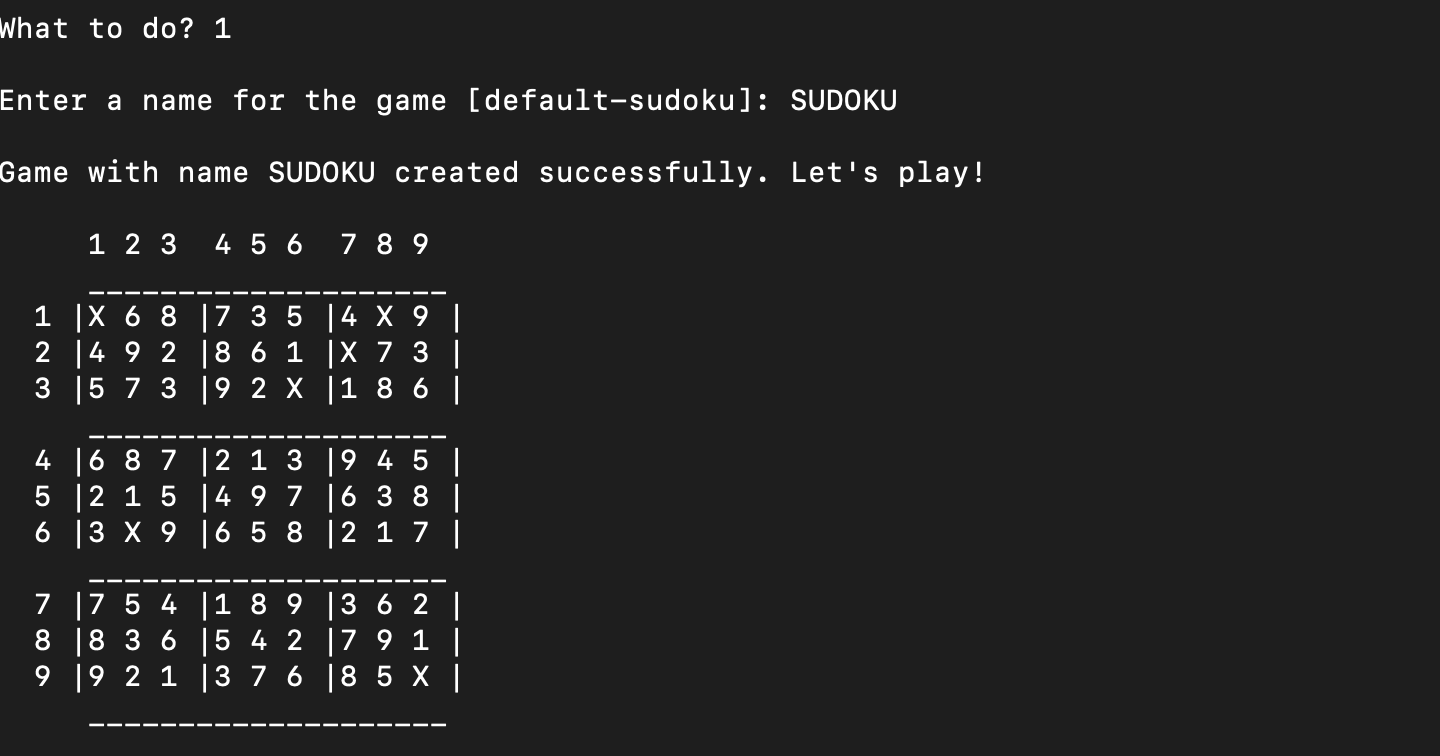 What to do? 1
Enter a name for the game [default-sudoku]: SUDOKU
Game with name SUDOKU created successfully. Let's play!
     1 2 3  4 5 6  7 8 9
     ____________________
  1 |X 6 8 |7 3 5 |4 X 9 |
  2 |4 9 2 |8 6 1 |X 7 3 |
  3 |5 7 3 |9 2 X |1 8 6 |
     ____________________
  4 |6 8 7 |2 1 3 |9 4 5 |
  5 |2 1 5 |4 9 7 |6 3 8 |
  6 |3 X 9 |6 5 8 |2 1 7 |
     ____________________
  7 |7 5 4 |1 8 9 |3 6 2 |
  8 |8 3 6 |5 4 2 |7 9 1 |
  9 |9 2 1 |3 7 6 |8 5 X |
     ____________________